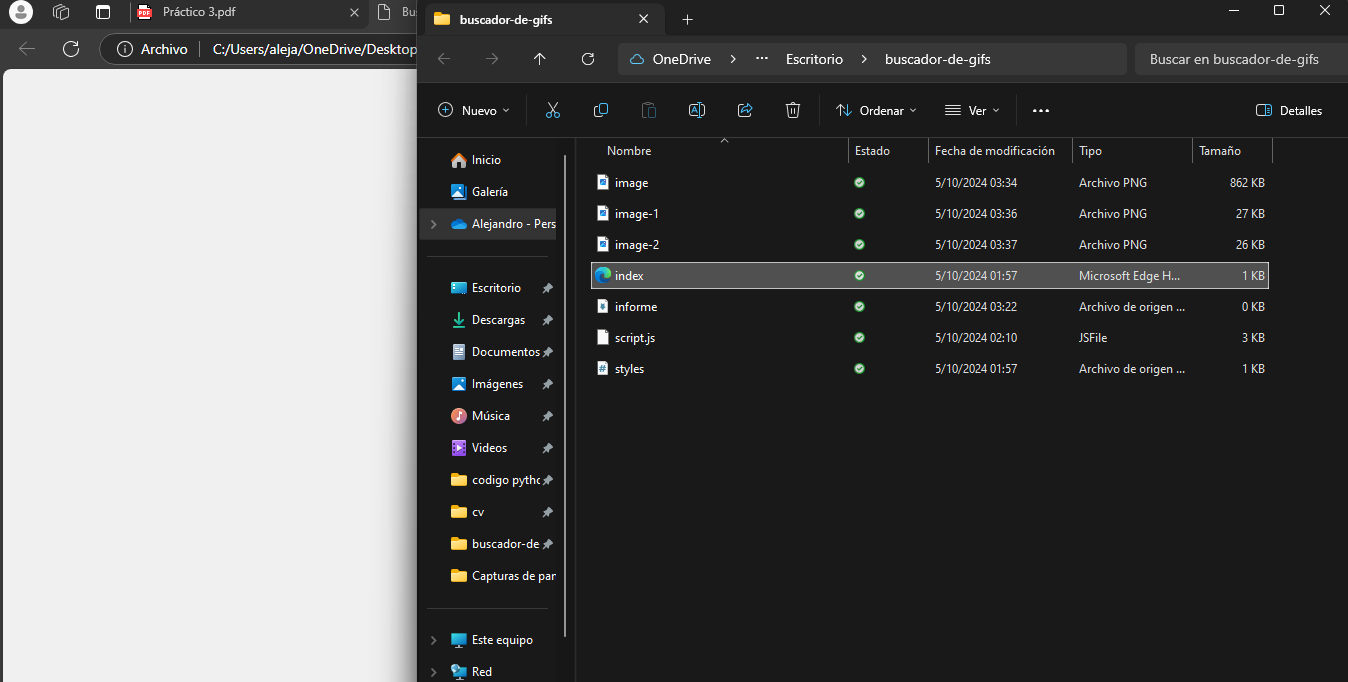 Práctico 3.pdf
Bu
Archivo
C:/Users/aleja/OneDrive/Desktop
buscador-de-gifs
OneDrive
Escritorio
buscador-de-gifs
Buscar en buscador-de-gifs
Nuevo
Ordenar
Ver
Detalles
Inicio
Galería
Alejandro - Pers
Escritorio
Descargas
Documentos
Imágenes
Música
Videos
codigo pytho
cv
buscador-de
Capturas de par
Este equipo
Red
Nombre Estado Fecha de modificación Tipo Tamaño
image 5/10/2024 03:34 Archivo PNG 862 KB
image-1 5/10/2024 03:36 Archivo PNG 27 KB
image-2 5/10/2024 03:37 Archivo PNG 26 KB
index 5/10/2024 01:57 Microsoft Edge H... 1 KB
informe 5/10/2024 03:22 Archivo de origen ... 0 KB
script.js 5/10/2024 02:10 JSFile 3 KB
styles 5/10/2024 01:57 Archivo de origen ... 1 KB